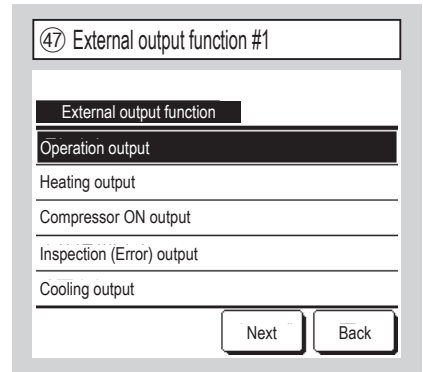 ㊼ External output function #1
External output function
Operation output
Heating output
Compressor ON output
Inspection (Error) output
Cooling output
Next Back